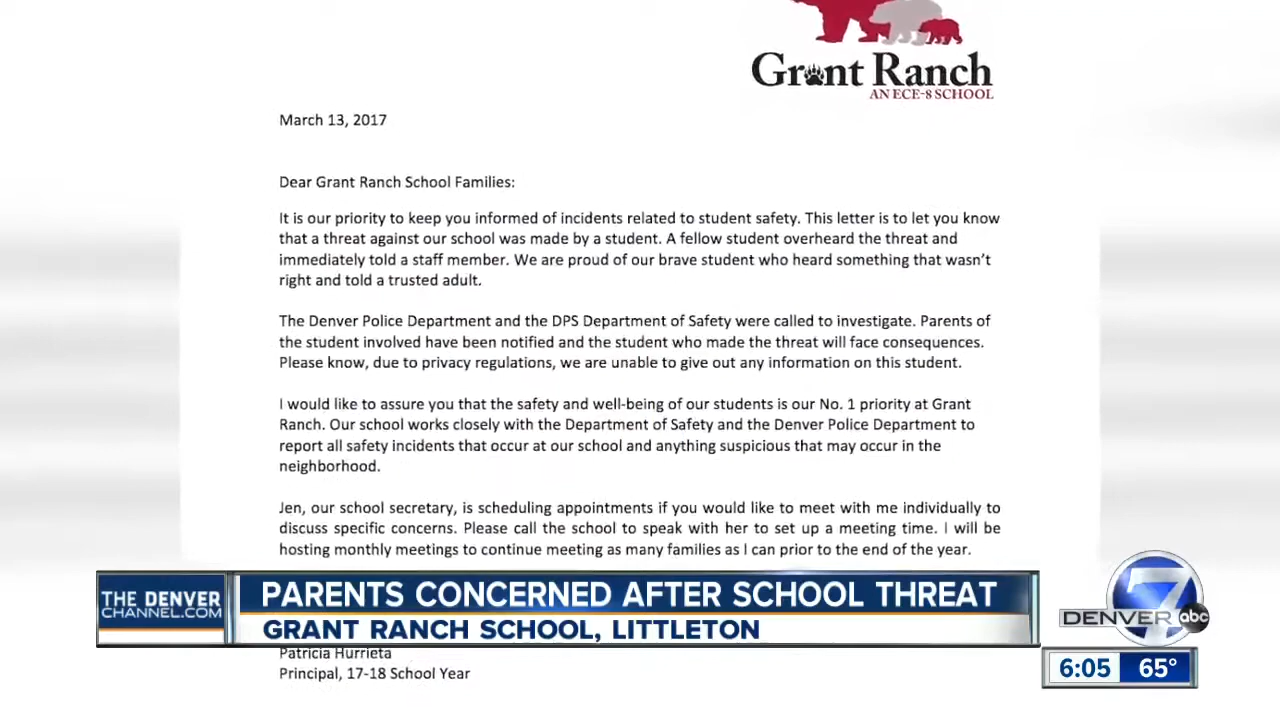 Grant Ranch
AN ECE-8 SCHOOL
March 13, 2017
Dear Grant Ranch School Families:
It is our priority to keep you informed of incidents related to student safety. This letter is to let you know
that a threat against our school was made by a student. A fellow student overheard the threat and
immediately told a staff member. We are proud of our brave student who heard something that wasn't
right and told a trusted adult.
The Denver Police Department and the DPS Department of Safety were called to investigate. Parents of
the student involved have been notified and the student who made the threat will face consequences.
Please know, due to privacy regulations, we are unable to give out any information on this student.
I would like to assure you that the safety and well-being of our students is our No. 1 priority at Grant
Ranch. Our school works closely with the Department of Safety and the Denver Police Department to
report all safety incidents that occur at our school and anything suspicious that may occur in the
neighborhood.
Jen, our school secretary, is scheduling appointments if you would like to meet with me individually to
discuss specific concerns. Please call the school to speak with her to set up a meeting time. I will be
hosting monthly meetings to continue meeting as many families as I can prior to the end of the year.
THE DENVER
CHANNEL.COM
PARENTS CONCERNED AFTER SCHOOL THREAT
GRANT RANCH SCHOOL, LITTLETON
DENVER 7 abc
Patricia Hurrieta
Principal, 17-18 School Year
6:05 65°